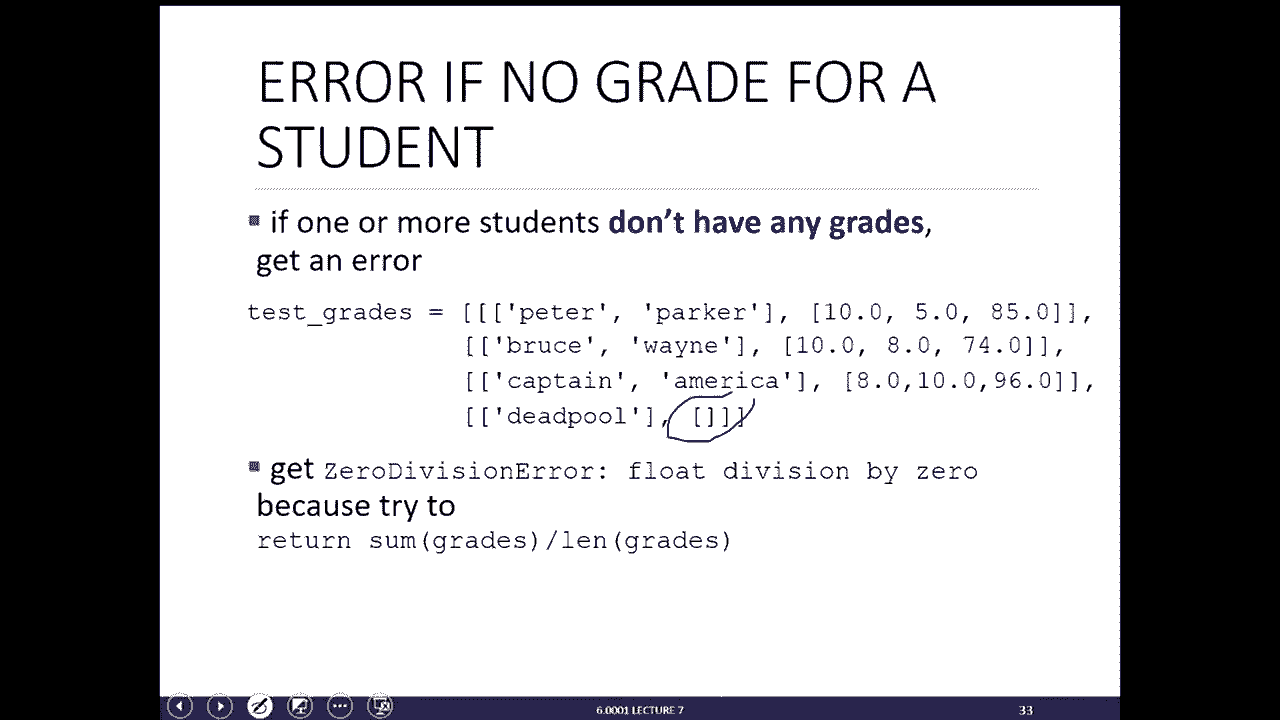 ERROR IF NO GRADE FOR A
STUDENT
if one or more students don’t have any grades,
get an error
test_grades = [[['peter', 'parker'], [10.0, 5.0, 85.0]],
[['bruce', 'wayne'], [10.0, 8.0, 74.0]],
[['captain', 'america'], [8.0,10.0,96.0]],
[['deadpool'], []]]
get ZeroDivisionError: float division by zero
because try to
return sum(grades)/len(grades)
6.0001 LECTURE 7
33